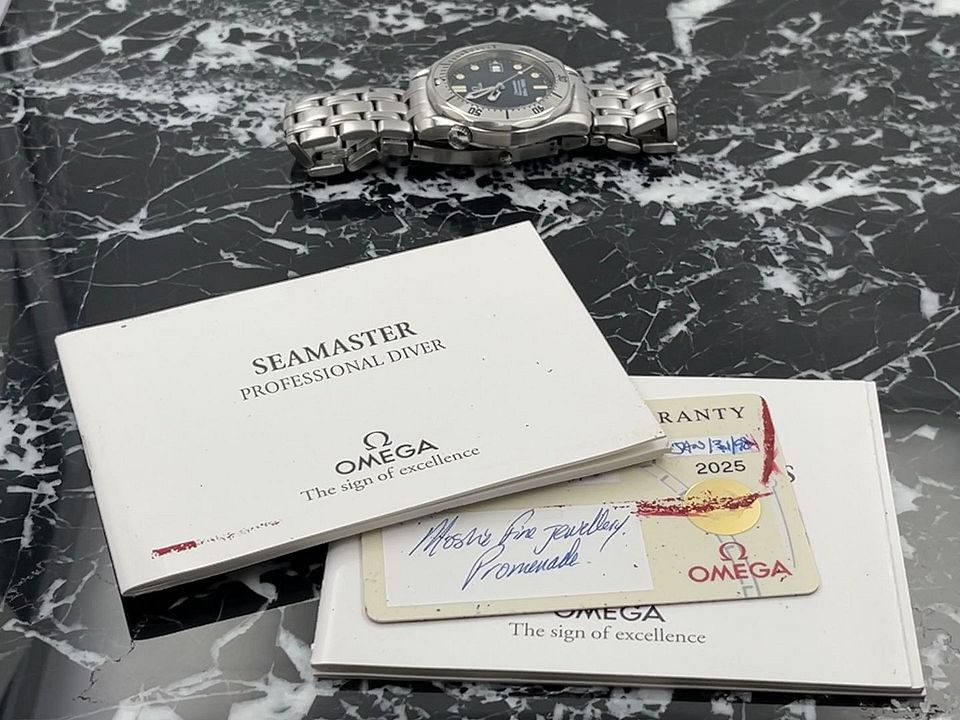 SEAMASTER
PROFESSIONAL DIVER
Ω
OMEGA
The sign of excellence
RANTY
2025
Fine Jewellery.
Promenade
Ω
OMEGA
S
OMEGA
The sign of excellence